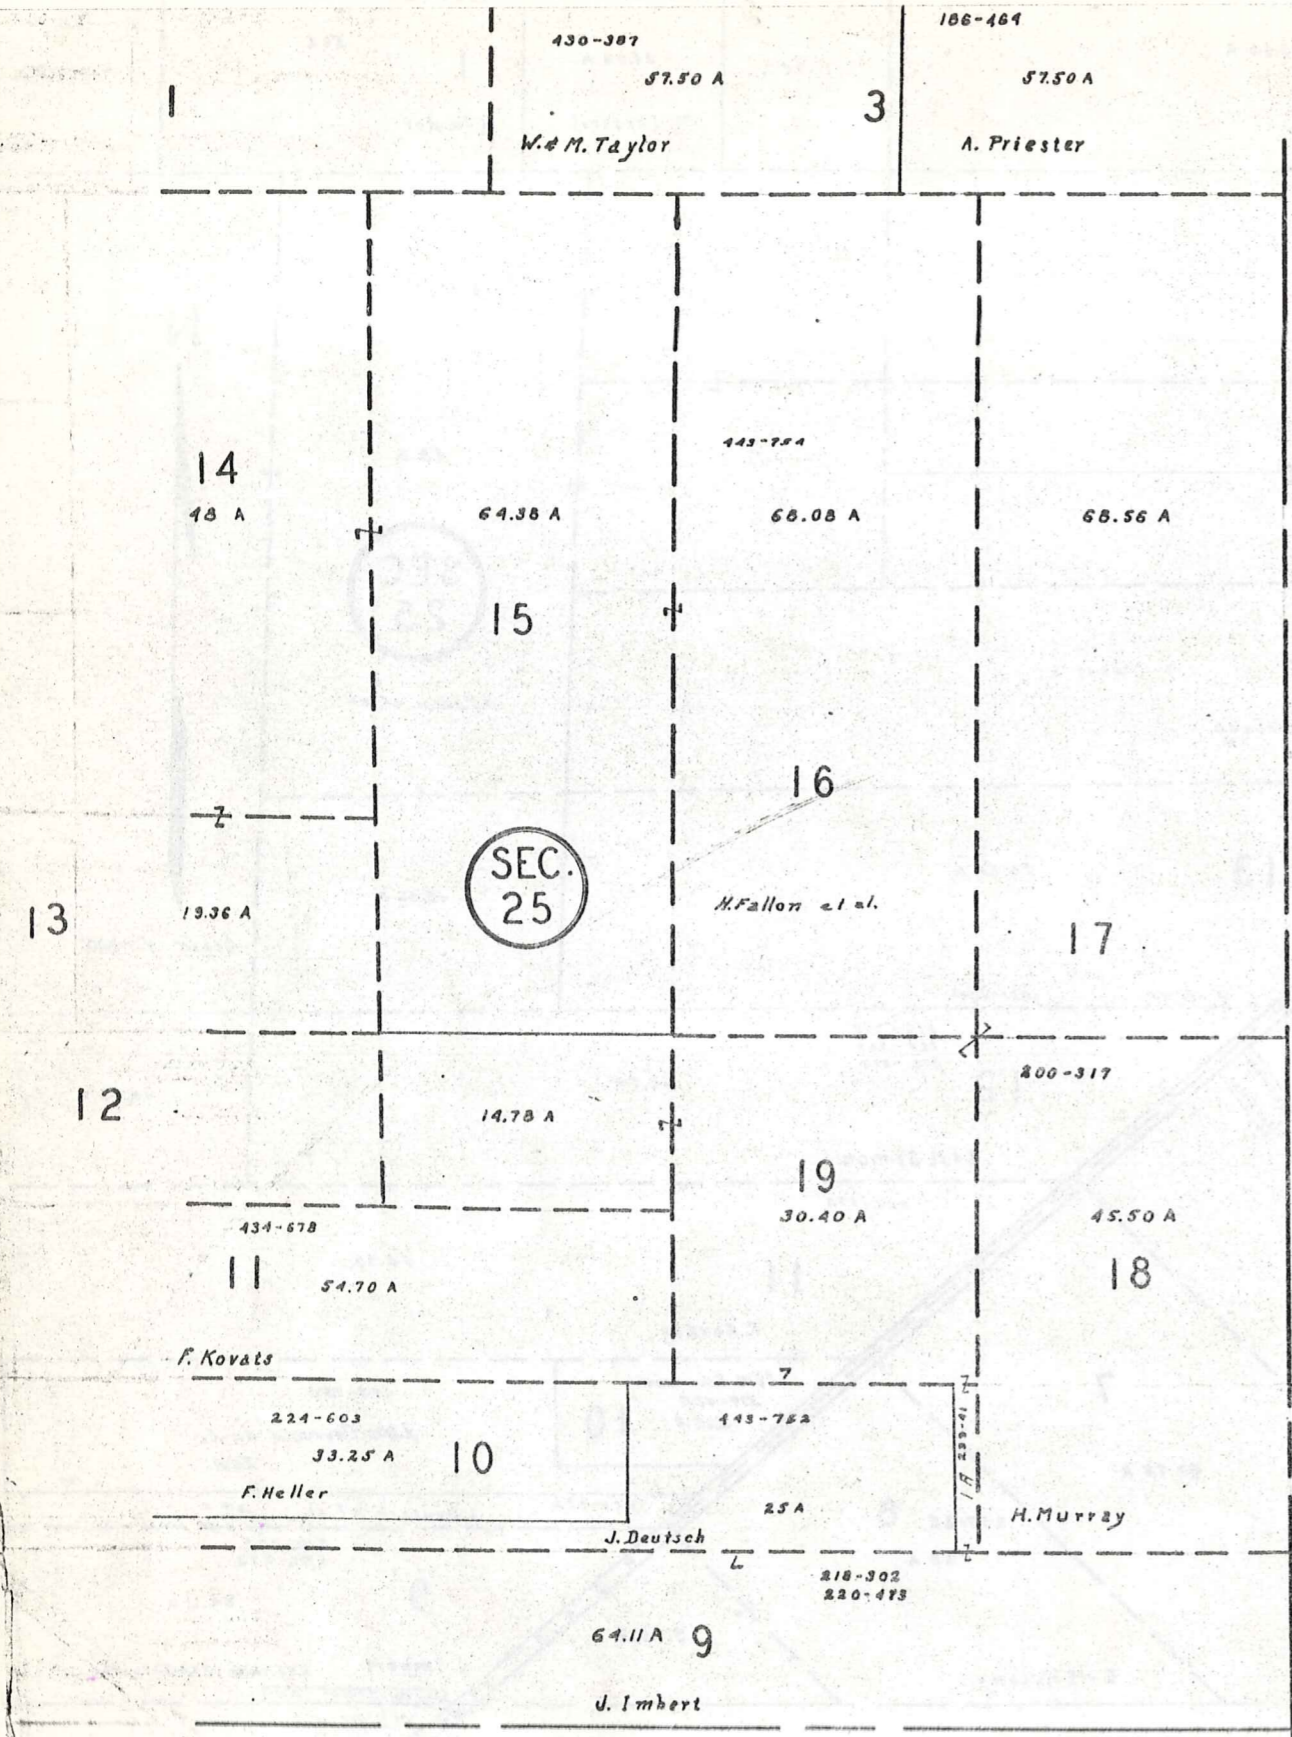 430-387
186-464
57.50 A
57.50 A
1
3
W.& M. Taylor
A. Priester
443-754
14
48 A
64.38 A
68.08 A
68.56 A
15
16
SEC.
25
13
19.36 A
N.Fallon et al.
17
200-317
12
14.78 A
19
30.40 A
45.50 A
434-678
11
54.70 A
18
F. Kovats
224-603
443-752
33.25 A
10
1 A 239-41
F. Heller
25 A
H. Murray
J. Deutsch
218-302
220-473
64.11 A
9
J. Imbert